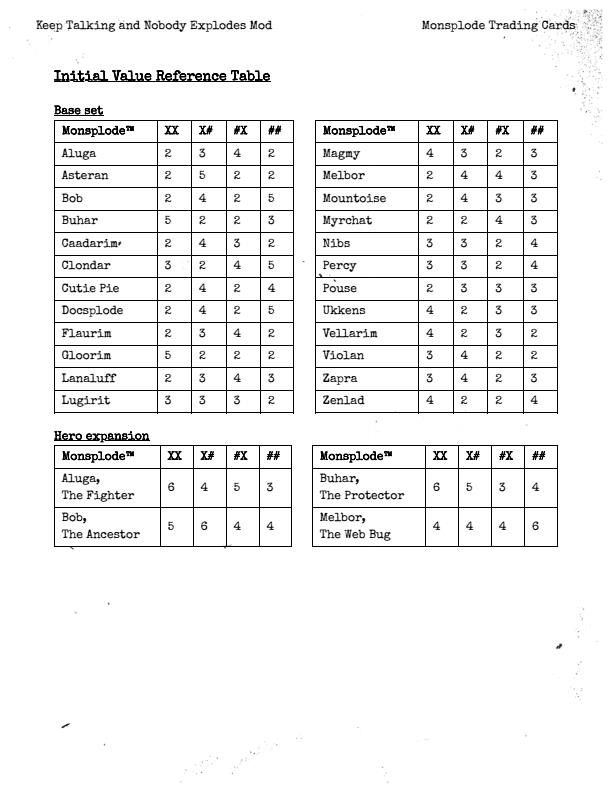 Keep Talking and Nobody Explodes Mod
Monsplode Trading Cards
Initial Value Reference Table
Base set
Monsplode™ XX X# #X ##
Aluga 2 3 4 2
Asteran 2 5 2 2
Bob 2 4 2 5
Buhar 5 2 2 3
Caadarim 2 4 3 2
Clondar 3 2 4 5
Cutie Pie 2 4 2 4
Docsplode 2 4 2 5
Flaurim 2 3 4 2
Gloorim 5 2 2 2
Lanaluff 2 3 4 3
Lugirit 3 3 3 2
Monsplode™ XX X# #X ##
Magmy 4 3 2 3
Melbor 2 4 4 3
Mountoise 2 4 3 3
Myrchat 2 2 4 3
Nibs 3 3 2 4
Percy 3 3 2 4
Pouse 2 3 3 3
Ukkens 4 2 3 3
Vellarim 4 2 3 2
Violan 3 4 2 2
Zapra 3 4 2 3
Zenlad 4 2 2 4
Hero expansion
Monsplode™ XX X# #X ##
Aluga,
The Fighter 6 4 5 3
Bob,
The Ancestor 5 6 4 4
Monsplode™ XX X# #X ##
Buhar,
The Protector 6 5 3 4
Melbor,
The Web Bug 4 4 4 6